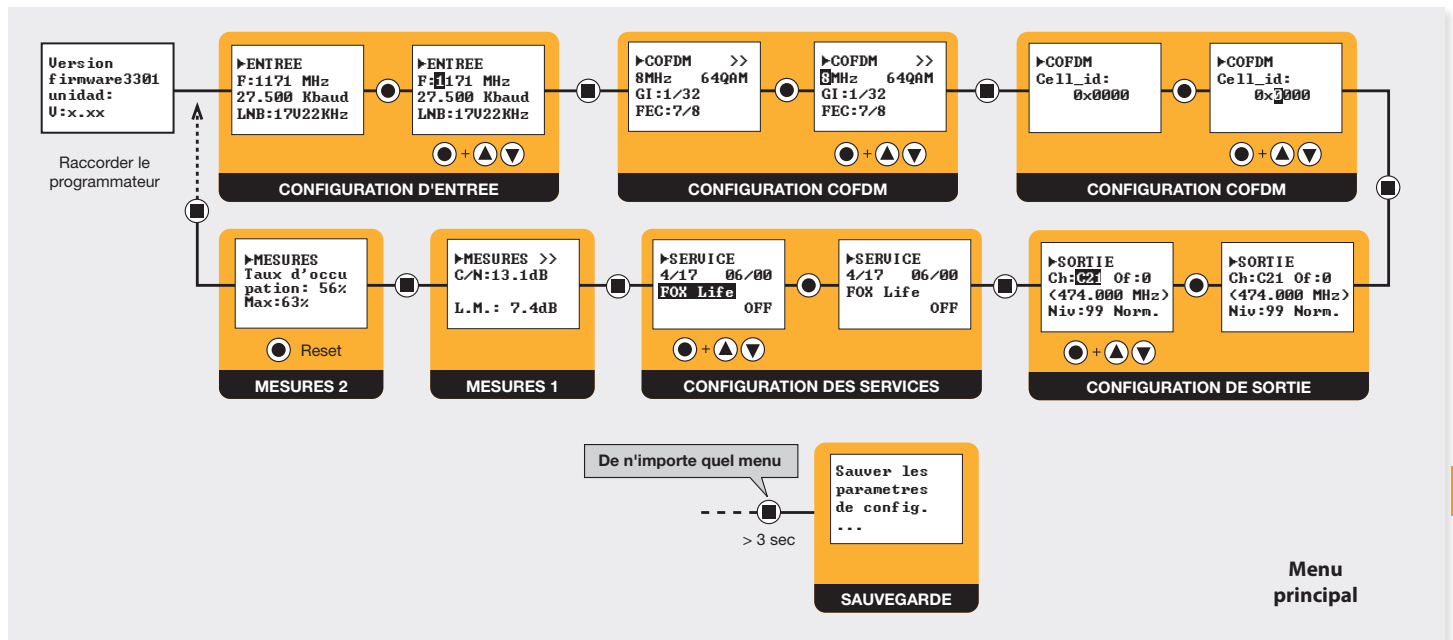 Version
firmware3301
unidad:
V:x.xx
Raccorder le
programmateur
▶ENTREE
F:1171 MHz
27.500 Kbaud
LNB:17V22KHz
▶ENTREE
F:1171 MHz
27.500 Kbaud
LNB:17V22KHz
+
CONFIGURATION D'ENTREE
▶COFDM >>
8MHz 64QAM
GI:1/32
FEC:7/8
▶COFDM >>
8MHz 64QAM
GI:1/32
FEC:7/8
+
CONFIGURATION COFDM
▶COFDM
Cell_id:
0x0000
▶COFDM
Cell_id:
0x0000
+
CONFIGURATION COFDM
▶MESURES
Taux d'occu
pation: 56%
Max:63%
Reset
MESURES 2
▶MESURES >>
C/N:13.1dB
L.M.: 7.4dB
MESURES 1
▶SERVICE
4/17 06/00
FOX Life
OFF
+
▶SERVICE
4/17 06/00
FOX Life
OFF
CONFIGURATION DES SERVICES
▶SORTIE
Ch:C21 Of:0
(474.000 MHz)
Niv:99 Norm.
+
▶SORTIE
Ch:C21 Of:0
(474.000 MHz)
Niv:99 Norm.
CONFIGURATION DE SORTIE
De n'importe quel menu
> 3 sec
Sauver les
parametres
de config.
...
SAUVEGARDE
Menu
principal